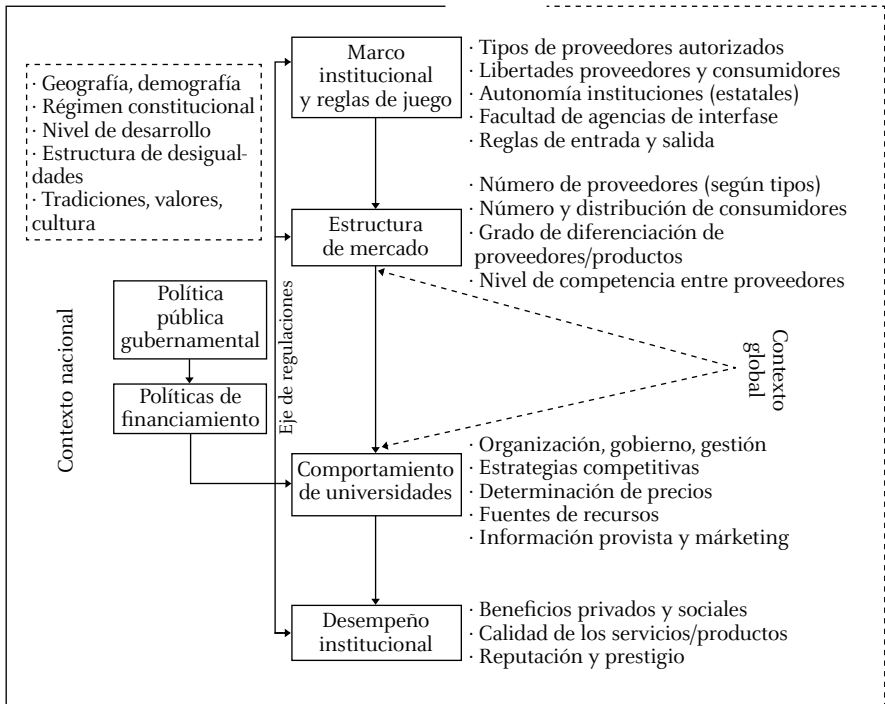 · Geografía, demografía
· Régimen constitucional
· Nivel de desarrollo
· Estructura de desigual-
dades
· Tradiciones, valores,
cultura
Marco
institucional
y reglas de juego
· Tipos de proveedores autorizados
· Libertades proveedores y consumidores
· Autonomía instituciones (estatales)
· Facultad de agencias de interfase
· Reglas de entrada y salida
Estructura
de mercado
· Número de proveedores (según tipos)
· Número y distribución de consumidores
· Grado de diferenciación de
proveedores/productos
· Nivel de competencia entre proveedores
Contexto nacional
Política
pública
gubernamental
Políticas de
financiamiento
Eje de regulaciones
Contexto
global
Comportamiento
de universidades
· Organización, gobierno, gestión
· Estrategias competitivas
· Determinación de precios
· Fuentes de recursos
· Información provista y márketing
Desempeño
institucional
· Beneficios privados y sociales
· Calidad de los servicios/productos
· Reputación y prestigio